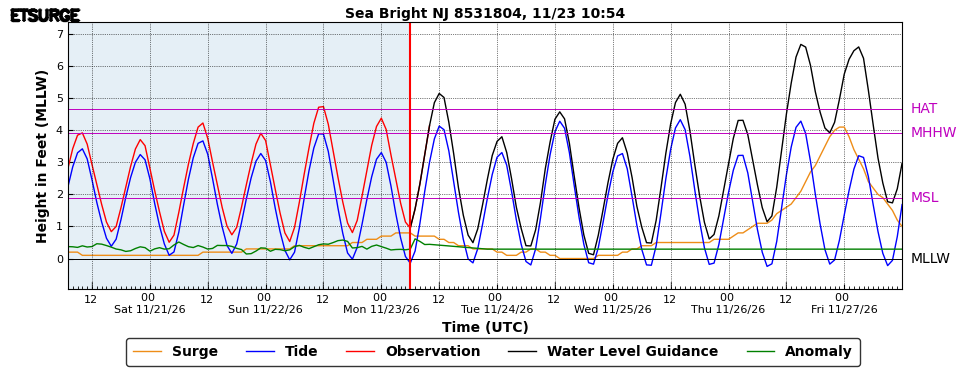 ETSURGE
Sea Bright NJ 8531804, 11/23 10:54
Height in Feet (MLLW)
7
6
5
4
3
2
1
0
HAT
MHHW
MSL
MLLW
12 00 12 00 12 00 12 00 12 00 12 00 12 00
Sat 11/21/26 Sun 11/22/26 Mon 11/23/26 Tue 11/24/26 Wed 11/25/26 Thu 11/26/26 Fri 11/27/26
Time (UTC)
Surge Tide Observation Water Level Guidance Anomaly